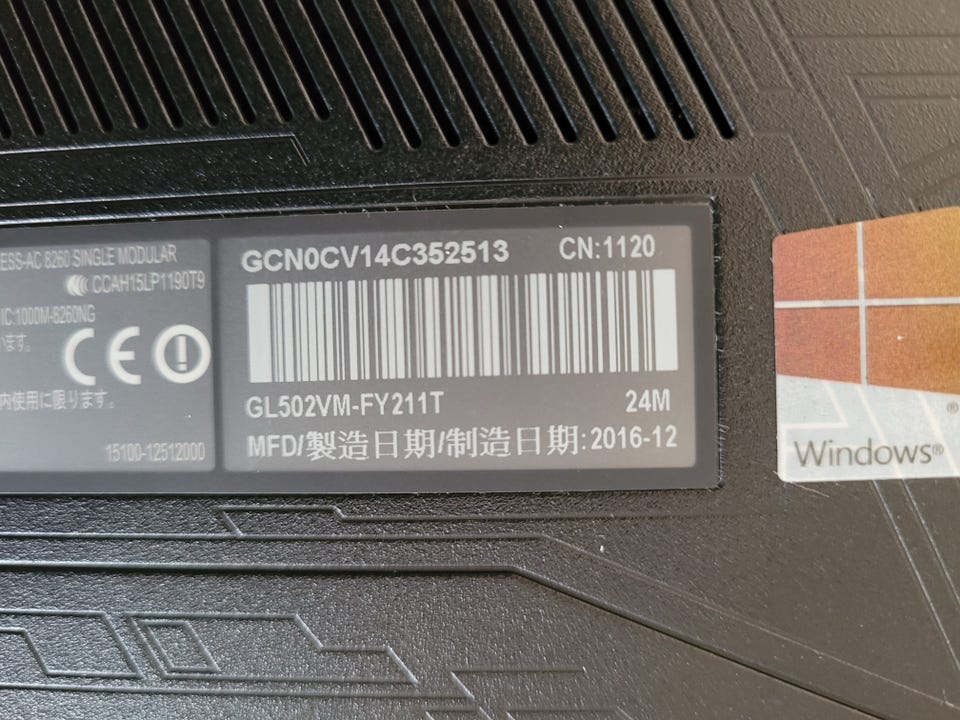 ESS-AC 8260 SINGLE MODULAR
CCAH15LP1190T9
IC:1000M-8260NG
います。
CE
内使用に限ります。
15100-12512000
GCN0CV14C352513 CN:1120
GL502VM-FY211T 24M
MFD/製造日期/制造日期:2016-12
Windows®